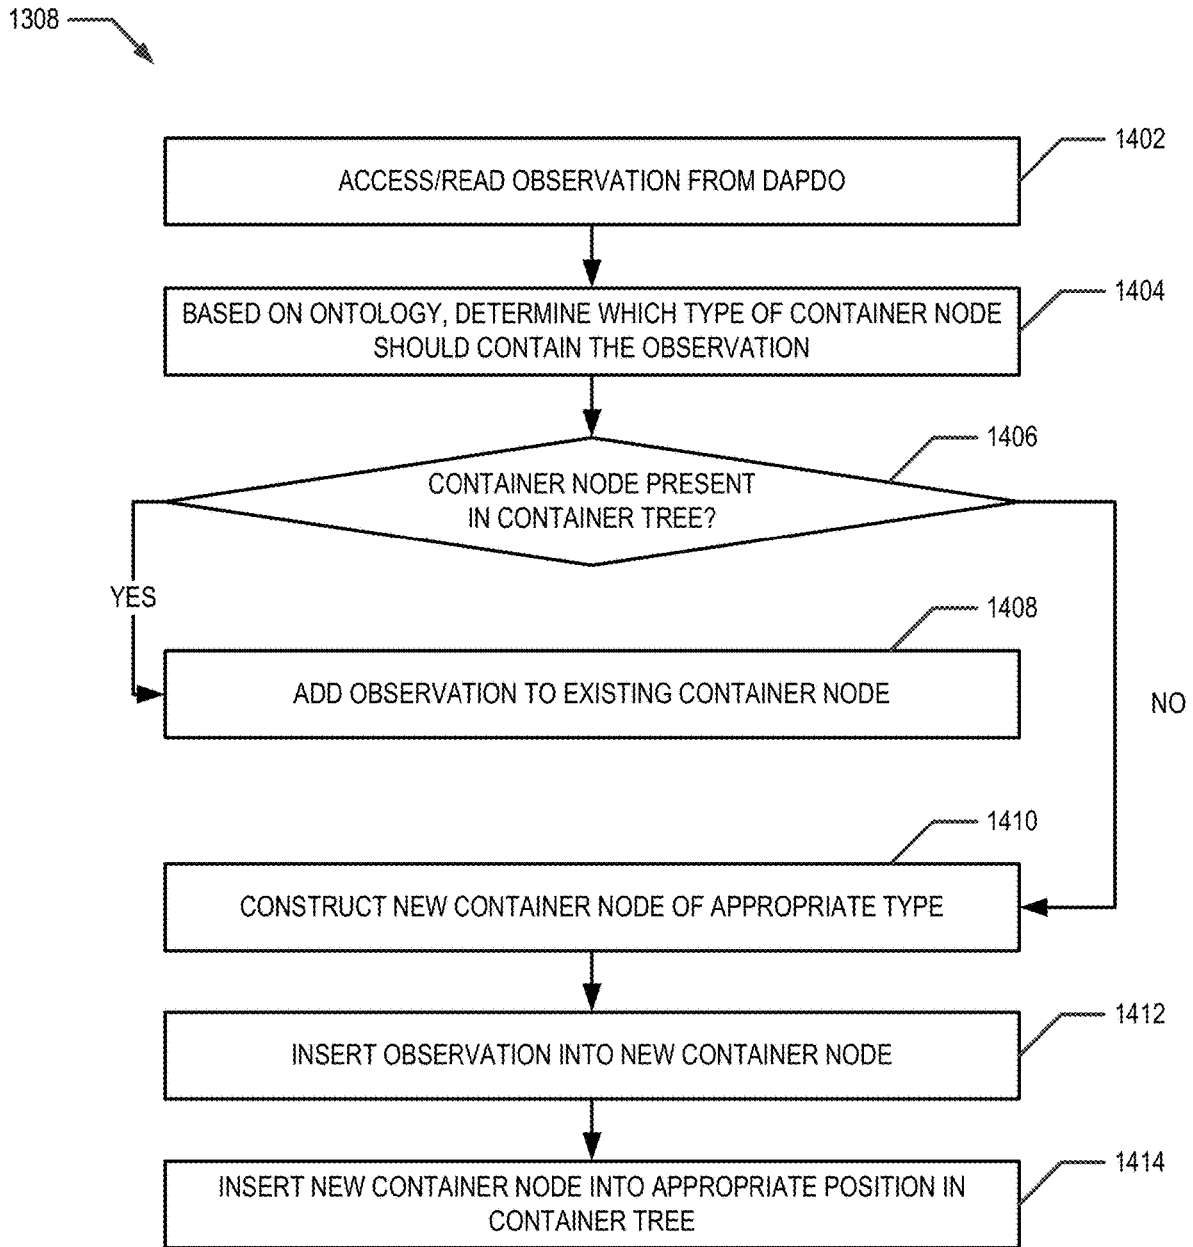 1308
1402
ACCESS/READ OBSERVATION FROM DAPDO
1404
BASED ON ONTOLOGY, DETERMINE WHICH TYPE OF CONTAINER NODE
SHOULD CONTAIN THE OBSERVATION
1406
CONTAINER NODE PRESENT
IN CONTAINER TREE?
YES
1408
ADD OBSERVATION TO EXISTING CONTAINER NODE
NO
1410
CONSTRUCT NEW CONTAINER NODE OF APPROPRIATE TYPE
1412
INSERT OBSERVATION INTO NEW CONTAINER NODE
1414
INSERT NEW CONTAINER NODE INTO APPROPRIATE POSITION IN
CONTAINER TREE